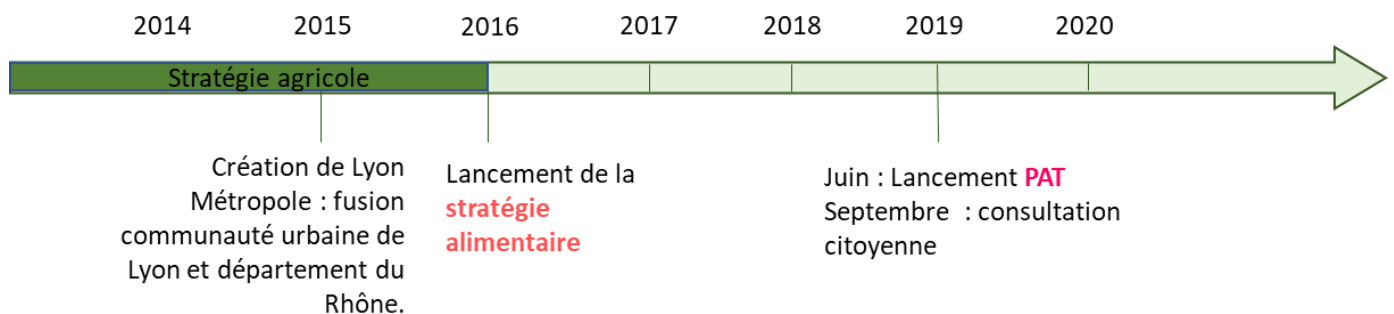 2014 2015 2016 2017 2018 2019 2020
Stratégie agricole
Création de Lyon
Métropole : fusion
communauté urbaine de
Lyon et département du
Rhône.
Lancement de la
stratégie
alimentaire
Juin : Lancement PAT
Septembre  : consultation
citoyenne